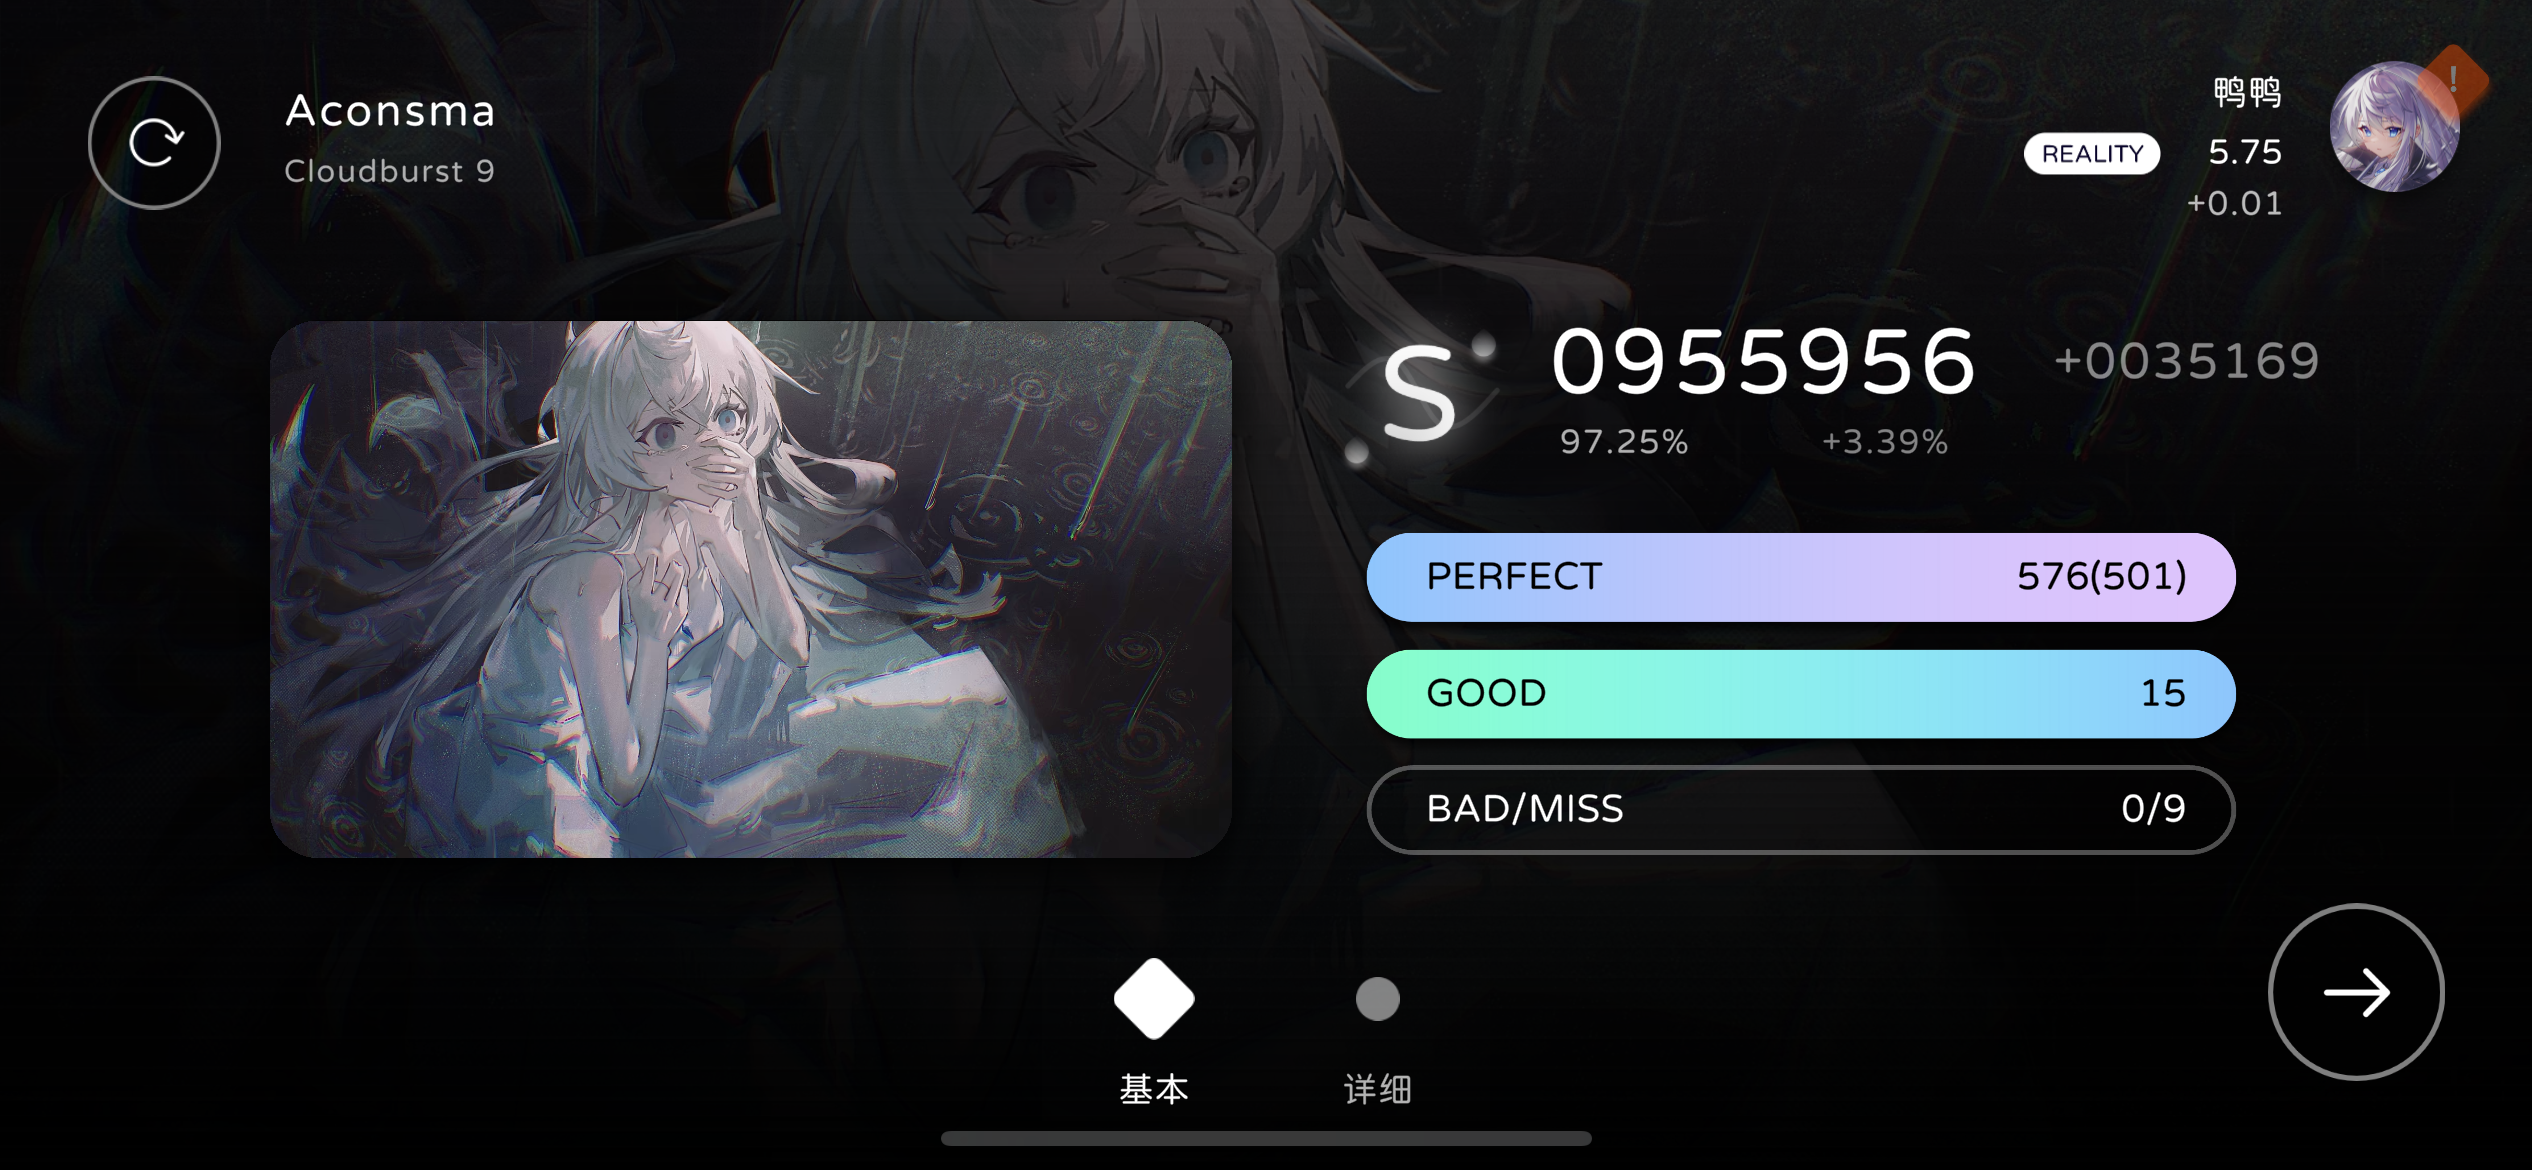 Aconsma
Cloudburst 9
鸭鸭
REALITY 5.75
+0.01
!
S 0955956 +0035169
97.25% +3.39%
PERFECT 576(501)
GOOD 15
BAD/MISS 0/9
基本 详细